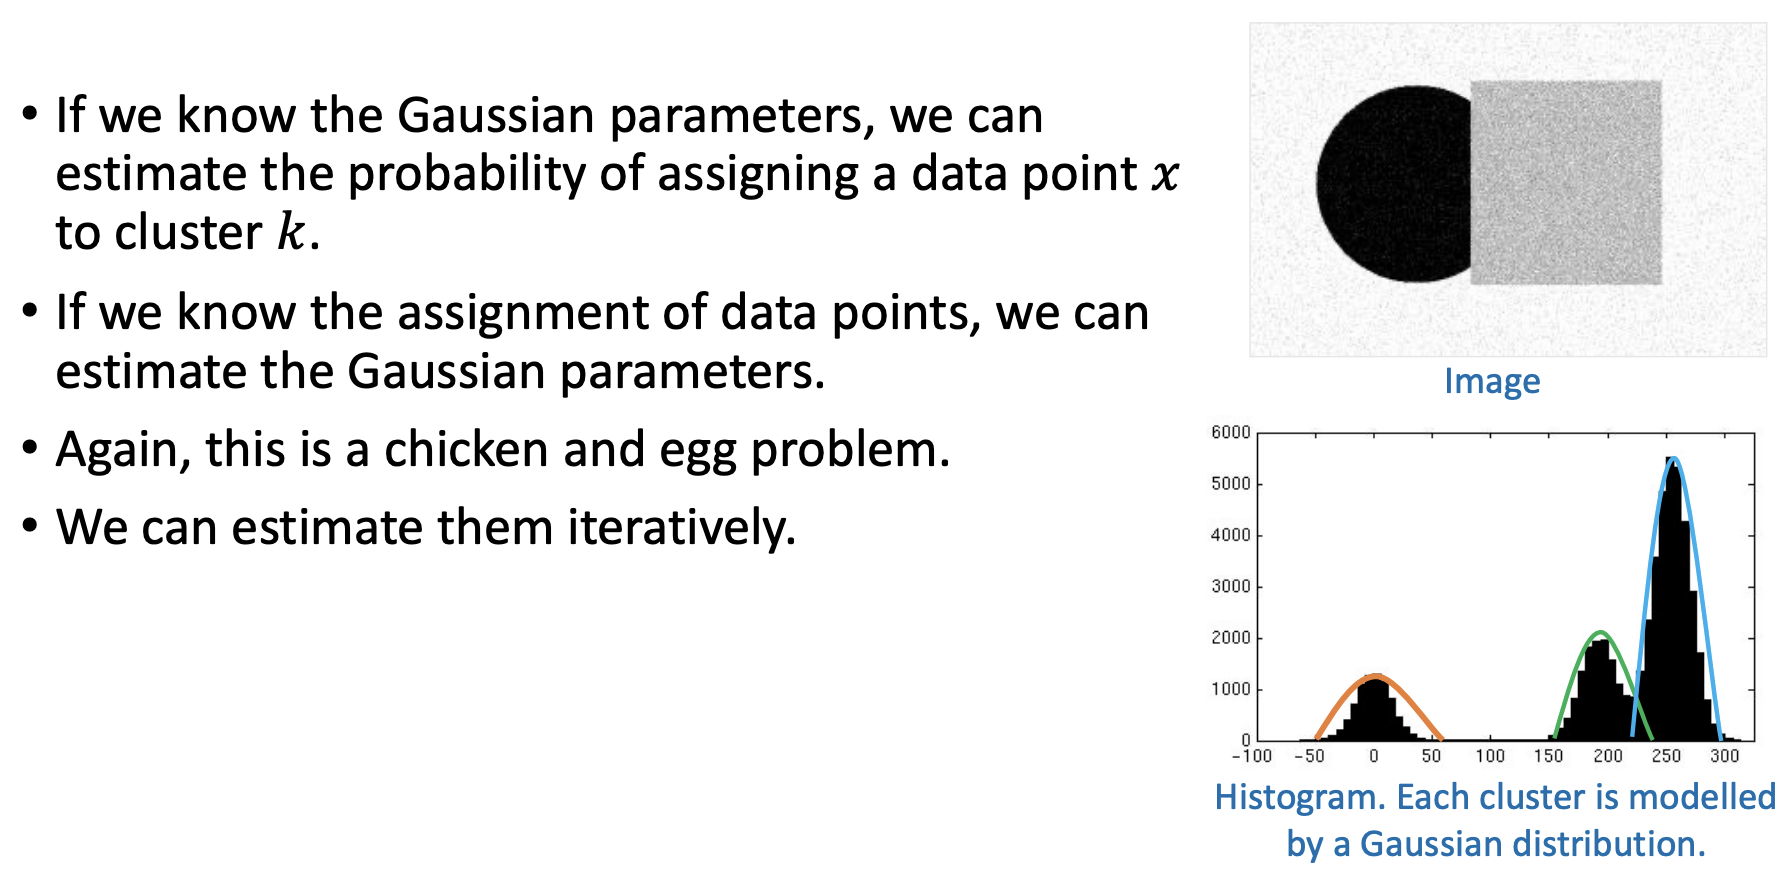 • If we know the Gaussian parameters, we can
estimate the probability of assigning a data point x
to cluster k.
• If we know the assignment of data points, we can
estimate the Gaussian parameters.
• Again, this is a chicken and egg problem.
• We can estimate them iteratively.
Image
6000
5000
4000
3000
2000
1000
0
-100 -50 0 50 100 150 200 250 300
Histogram. Each cluster is modelled
by a Gaussian distribution.